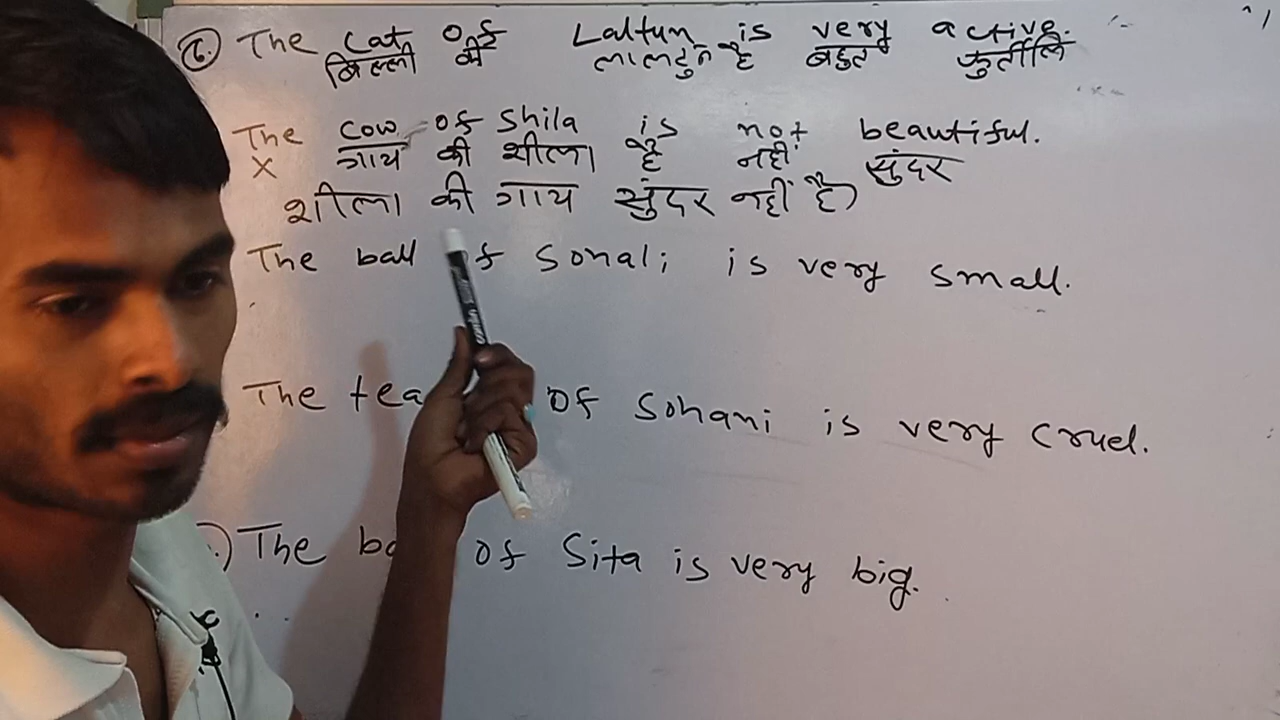 The cat of Laltun is very active.
बिल्ली की लालटुन है बहुत फुर्तीलि
The cow of Shila is not beautiful.
X गाय की शीला है नहीं सुंदर
शीला की गाय सुंदर नहीं है)
The ball of Sonali is very small.
The of Sohani is very cruel.
The of Sita is very big.